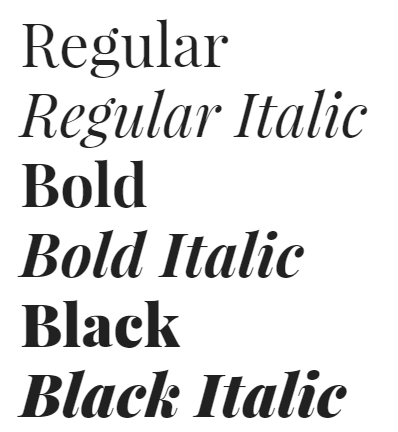 Regular
Regular Italic
Bold
Bold Italic
Black
Black Italic